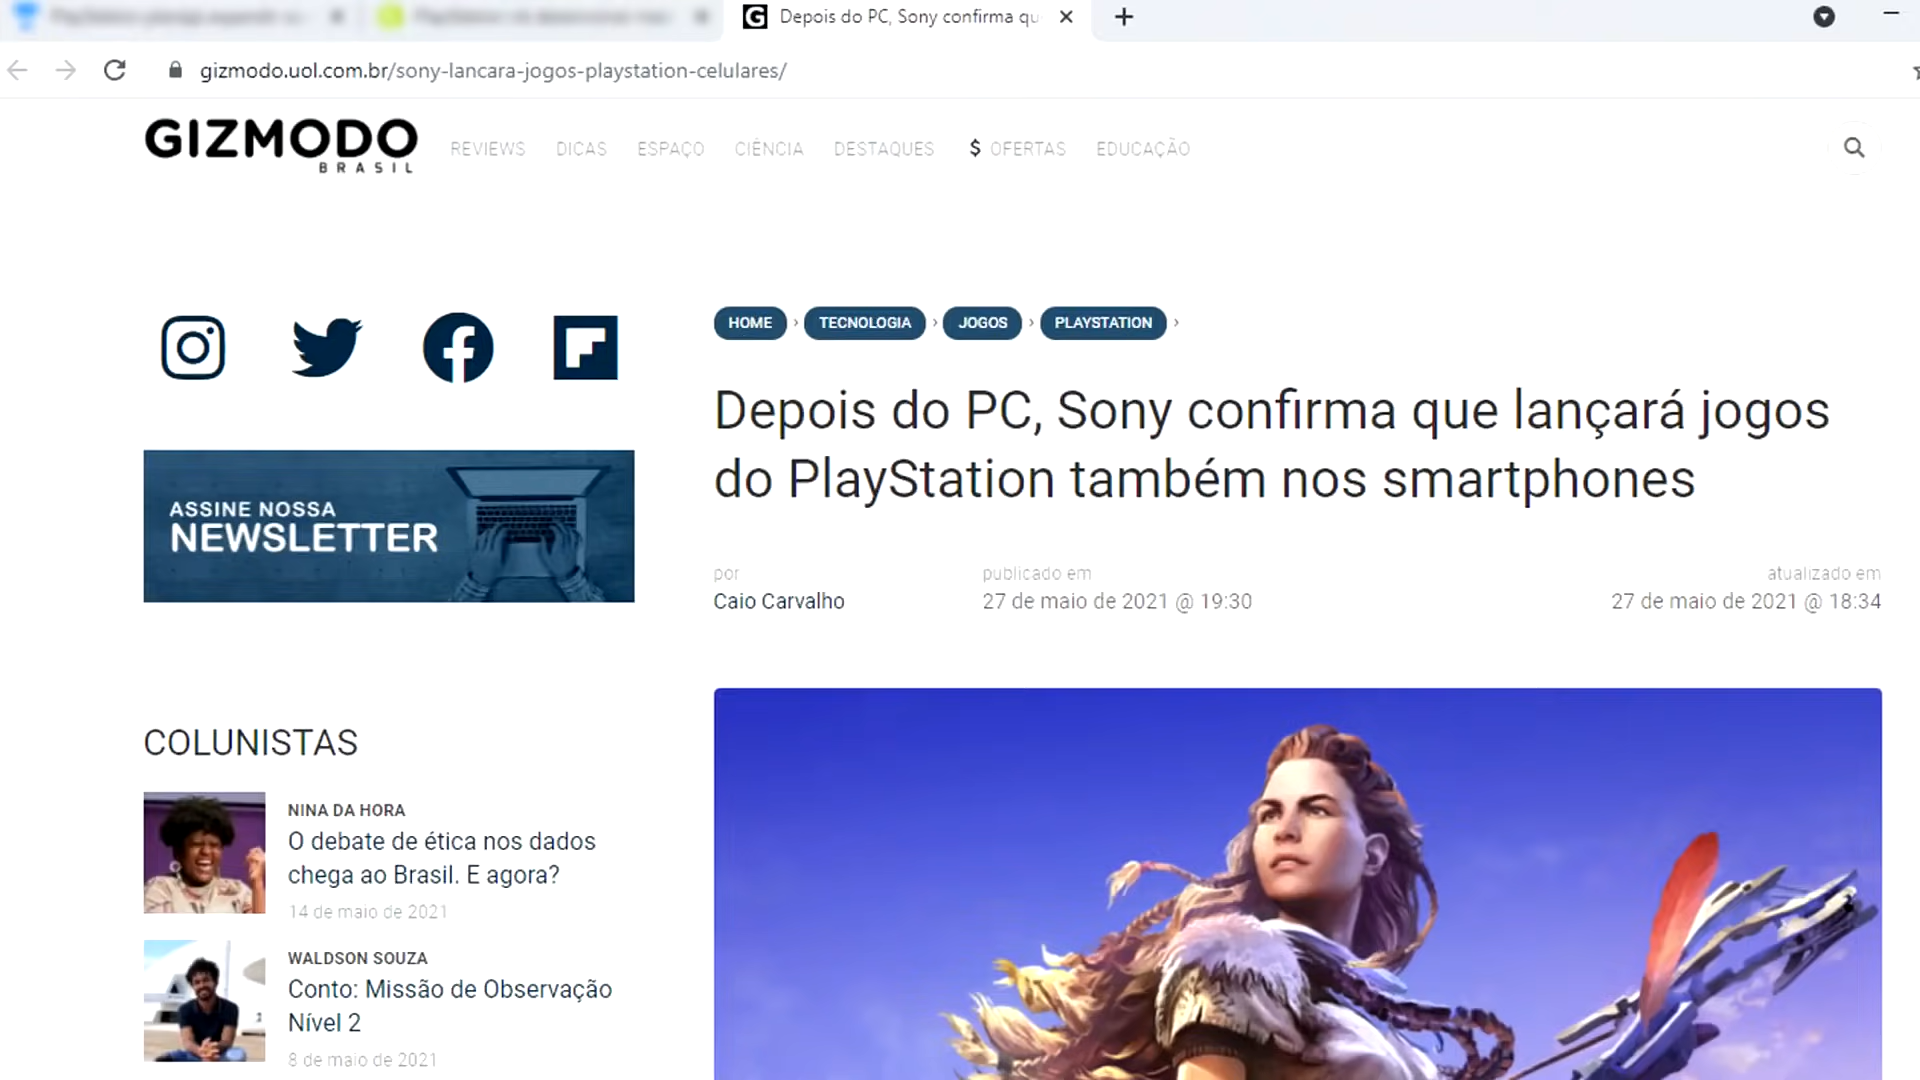 Depois do PC, Sony confirma qu
gizmodo.uol.com.br/sony-lancara-jogos-playstation-celulares/
GIZMODO
BRASIL
REVIEWS DICAS ESPAÇO CIÊNCIA DESTAQUES $ OFERTAS EDUCAÇÃO
HOME › TECNOLOGIA › JOGOS › PLAYSTATION ›
Depois do PC, Sony confirma que lançará jogos
do PlayStation também nos smartphones
por
Caio Carvalho
publicado em
27 de maio de 2021 @ 19:30
atualizado em
27 de maio de 2021 @ 18:34
ASSINE NOSSA
NEWSLETTER
COLUNISTAS
NINA DA HORA
O debate de ética nos dados
chega ao Brasil. E agora?
14 de maio de 2021
WALDSON SOUZA
Conto: Missão de Observação
Nível 2
8 de maio de 2021